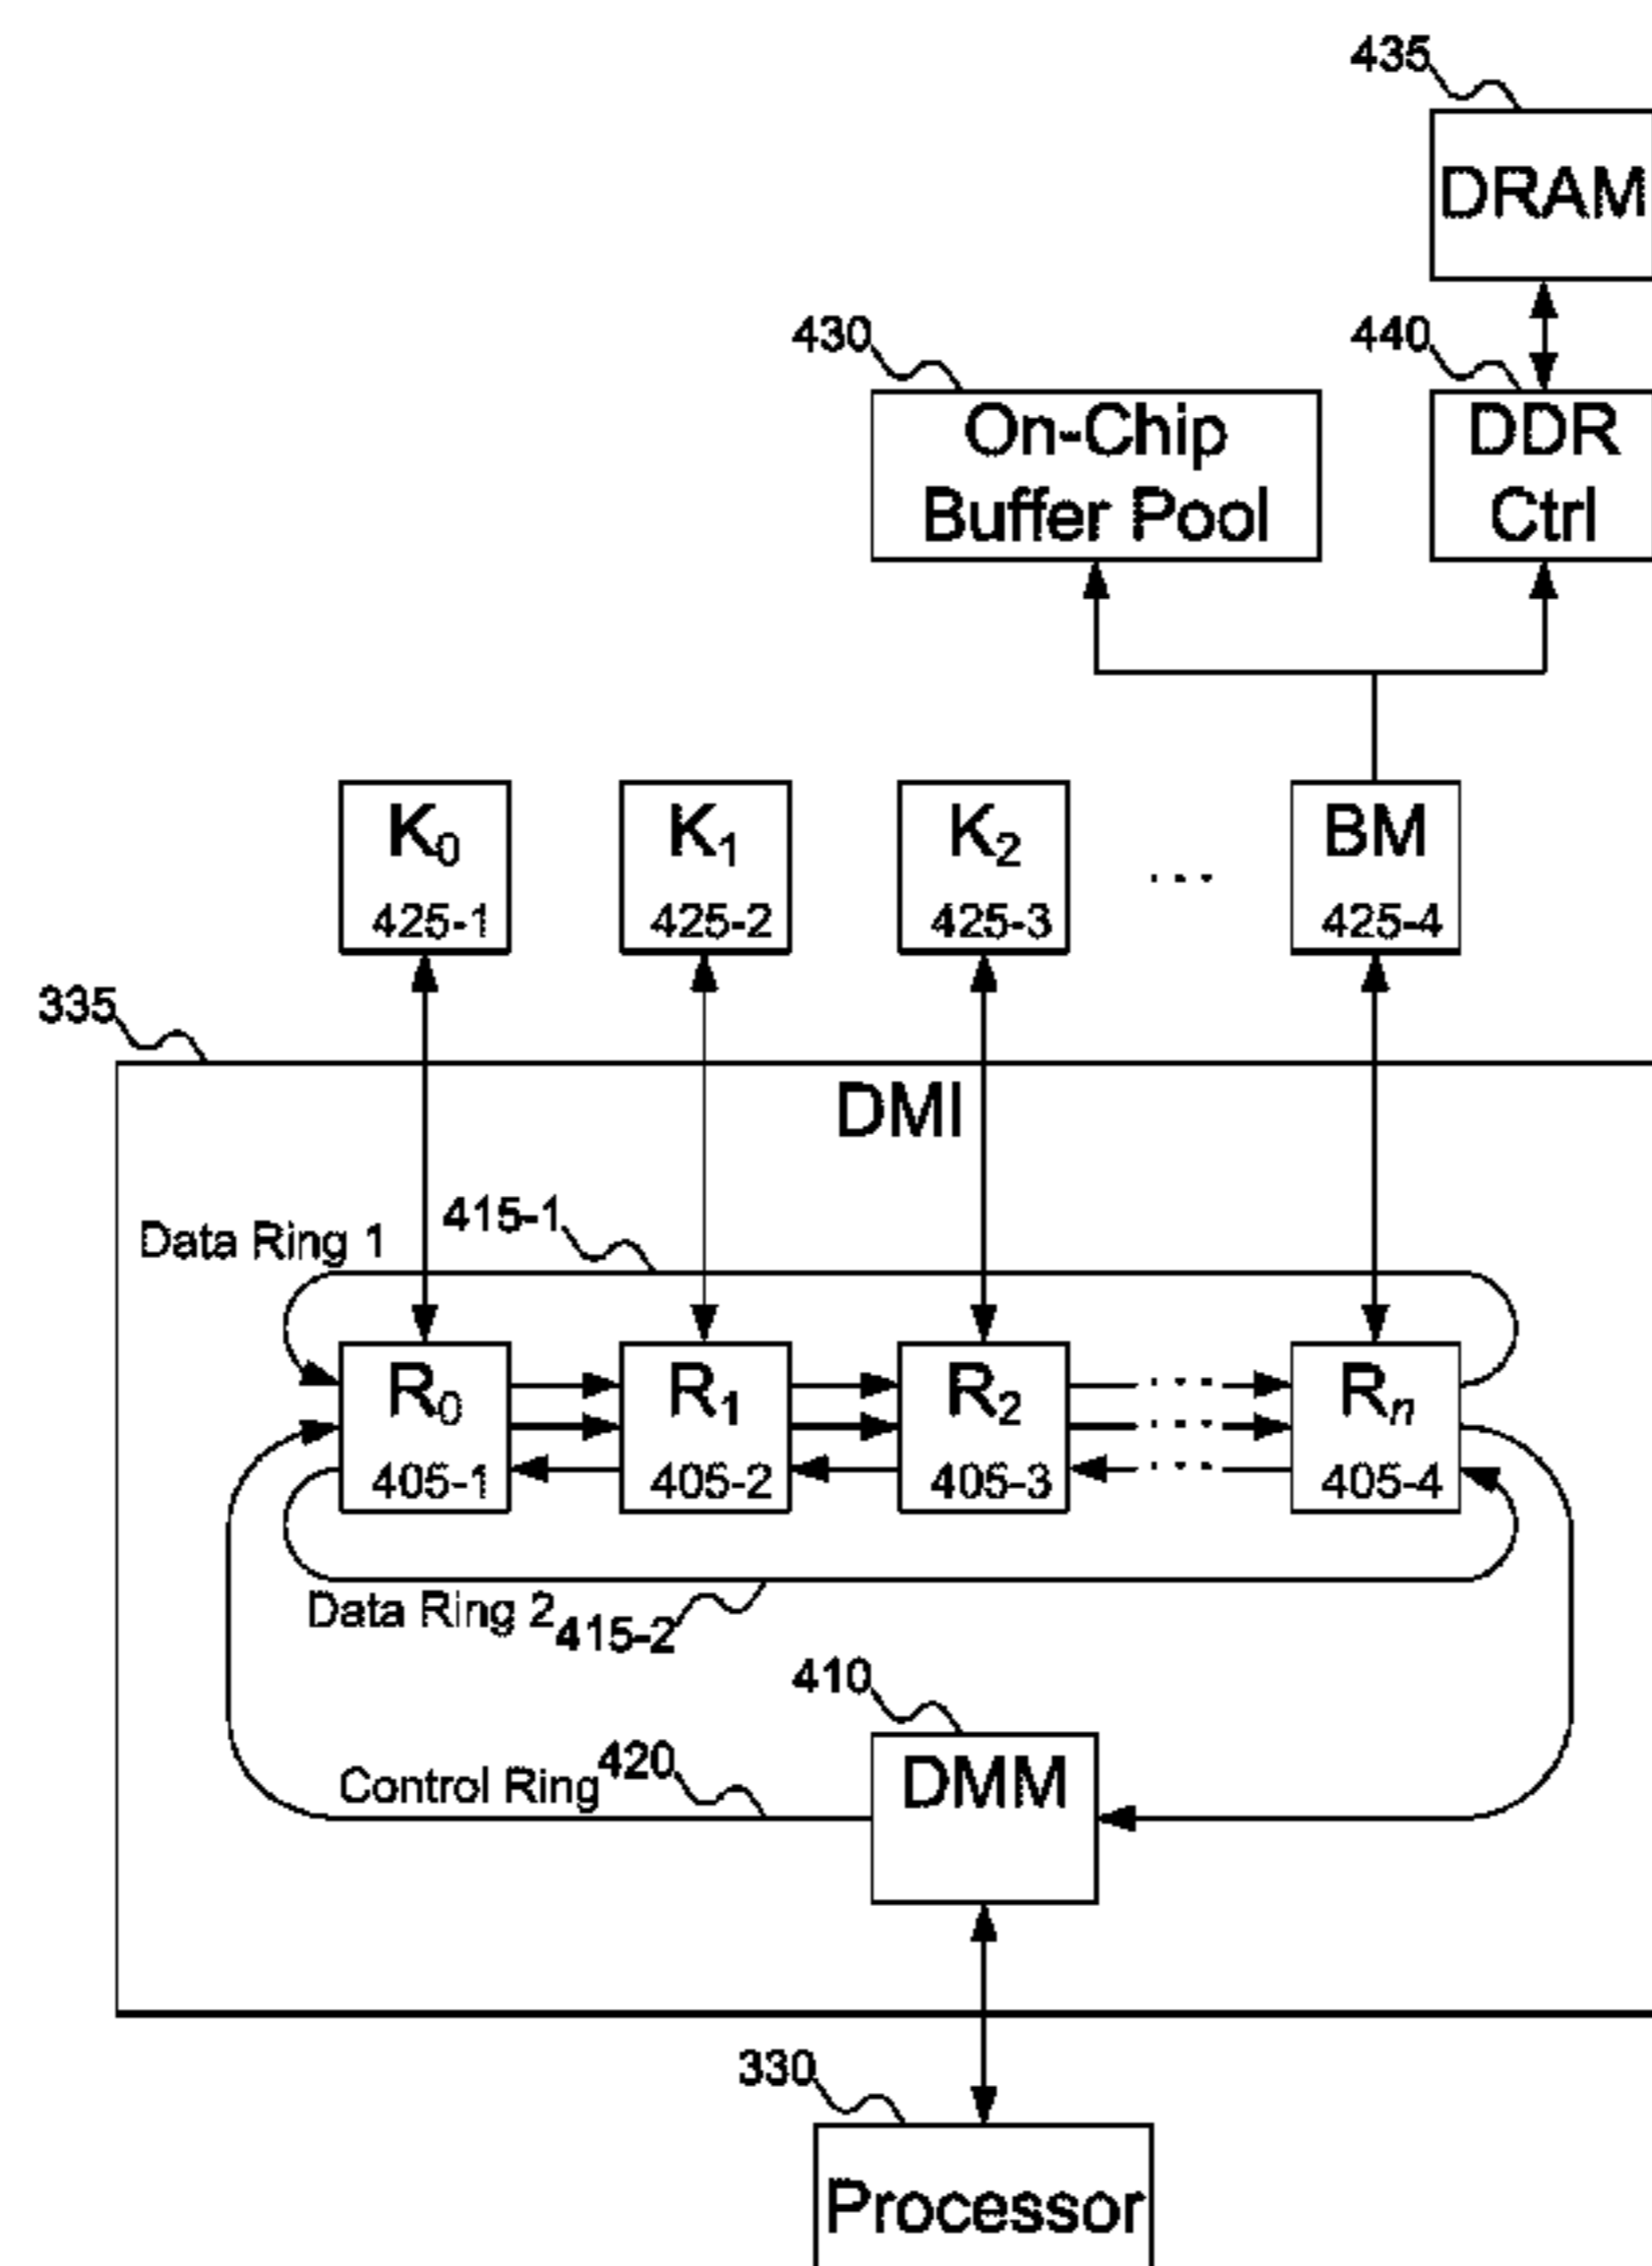 435
DRAM
430
440
On-Chip
Buffer Pool
DDR
Ctrl
K0
425-1
K1
425-2
K2
425-3
...
BM
425-4
335
DMI
Data Ring 1
415-1
R0
405-1
R1
405-2
R2
405-3
...
...
...
Rn
405-4
Data Ring 2
415-2
410
DMM
Control Ring
420
330
Processor